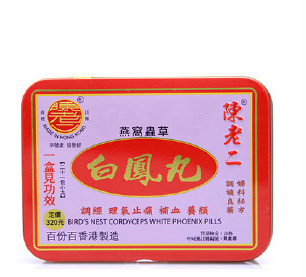 MADE IN HONG KONG
燕窩蟲草
白鳳丸
陳老二
婦科秘方
調補良藥
一盒見功效
定價
320元
調經 理氣止痛 補血 養顏
BIRD'S NEST CORDYCEPS WHITE PHOENIX PILLS
百份百香港製造